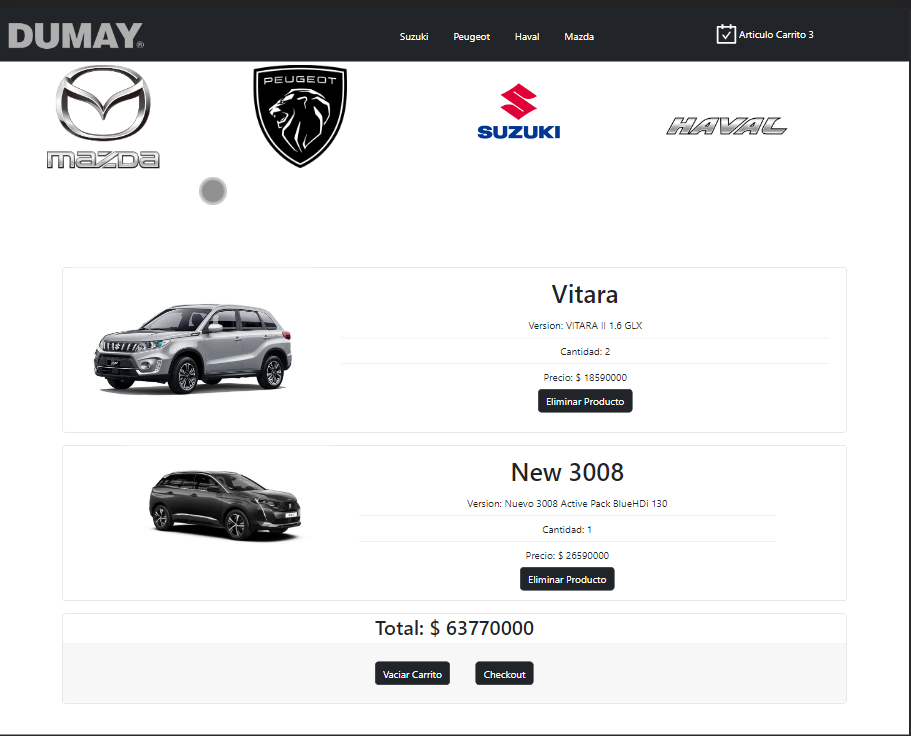 DUMAY®
Suzuki Peugeot Haval Mazda
Articulo Carrito 3
mazda
PEUGEOT
SUZUKI
HAVAL
Vitara
Version: VITARA II 1.6 GLX
Cantidad: 2
Precio: $ 18590000
Eliminar Producto
New 3008
Version: Nuevo 3008 Active Pack BlueHDi 130
Cantidad: 1
Precio: $ 26590000
Eliminar Producto
Total: $ 63770000
Vaciar Carrito Checkout